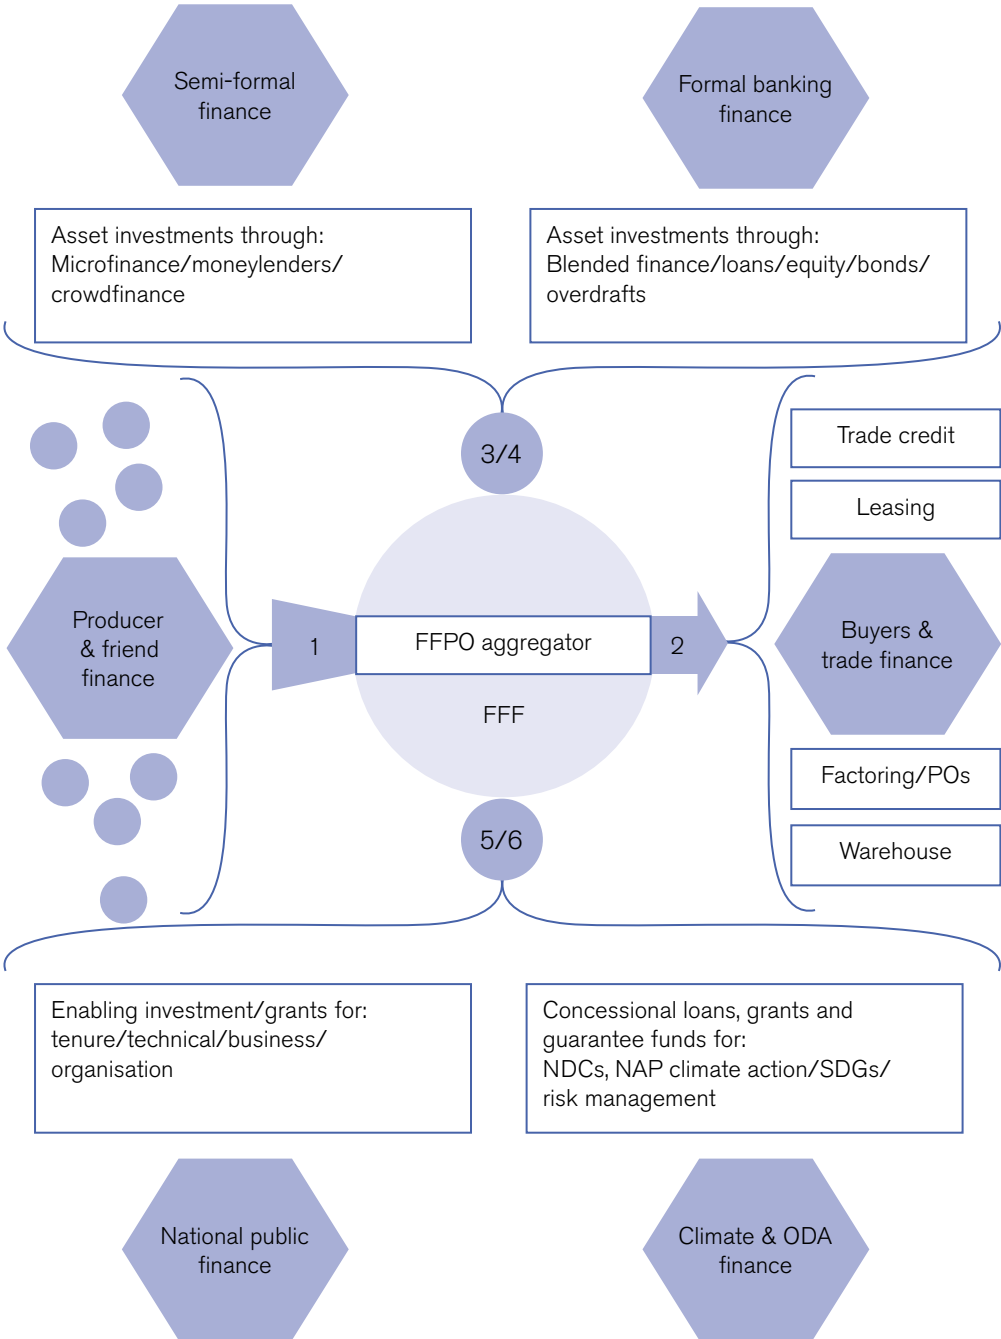 Semi-formal
finance
Formal banking
finance
Asset investments through:
Microfinance/moneylenders/
crowdfinance
Asset investments through:
Blended finance/loans/equity/bonds/
overdrafts
3/4
Trade credit
Leasing
Producer
& friend
finance
1
FFPO aggregator
2
FFF
Buyers &
trade finance
Factoring/POs
Warehouse
5/6
Enabling investment/grants for:
tenure/technical/business/
organisation
Concessional loans, grants and
guarantee funds for:
NDCs, NAP climate action/SDGs/
risk management
National public
finance
Climate & ODA
finance